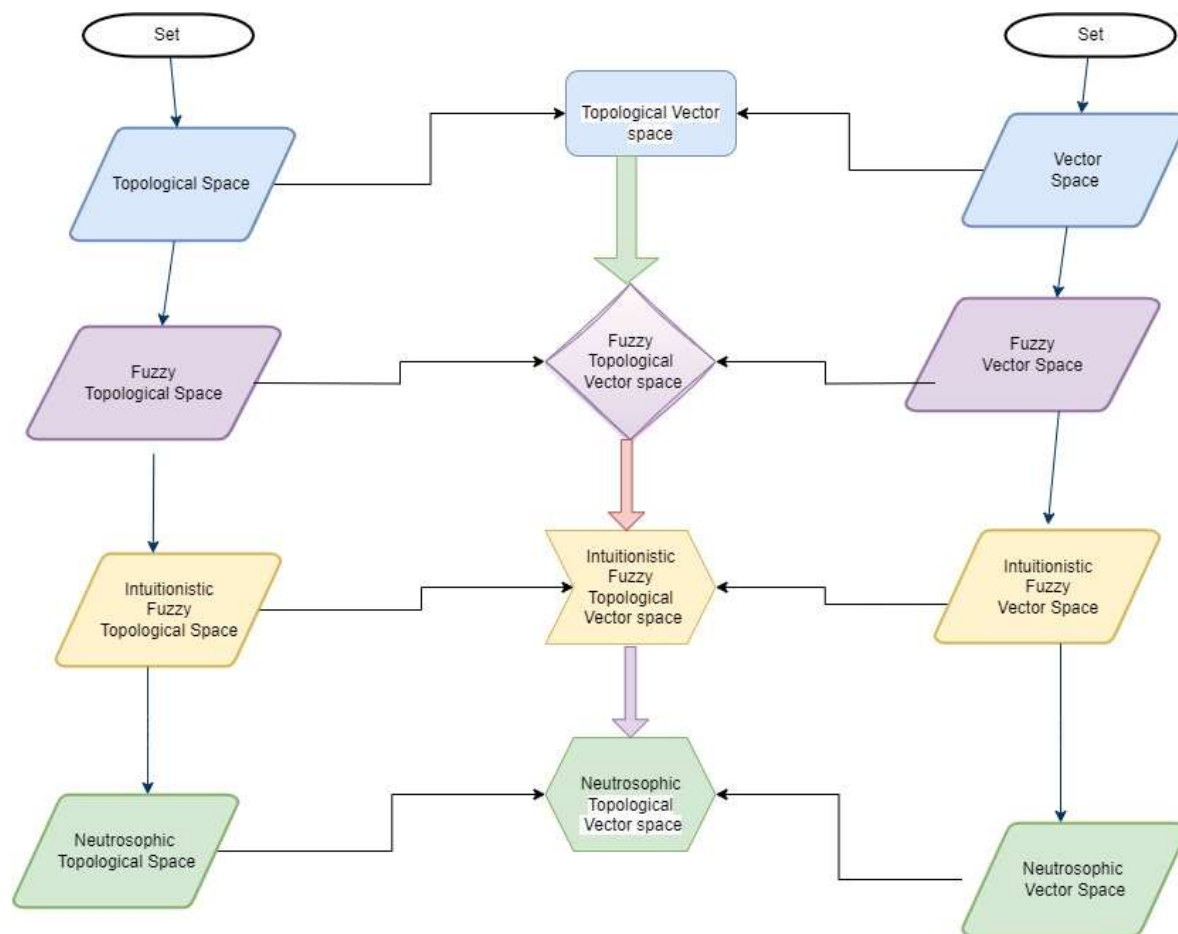 Set
Set
Topological Vector
space
Topological Space
Vector
Space
Fuzzy
Topological Space
Fuzzy
Topological
Vector space
Fuzzy
Vector Space
Intuitionistic
Fuzzy
Topological Space
Intuitionistic
Fuzzy
Topological
Vector space
Intuitionistic
Fuzzy
Vector Space
Neutrosophic
Topological Space
Neutrosophic
Topological
Vector space
Neutrosophic
Vector Space